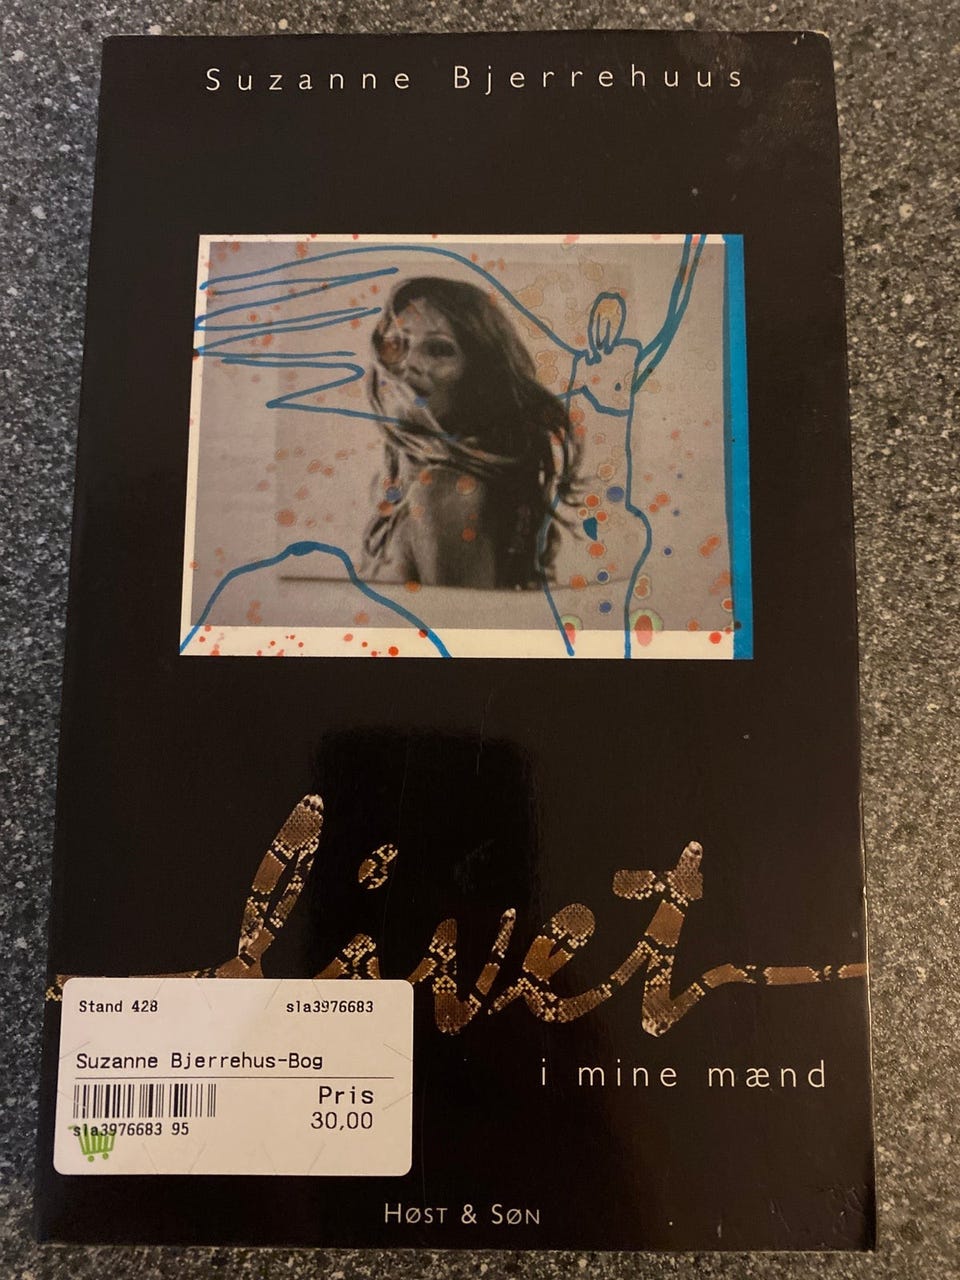 Suzanne Bjerrehuus
livet
i mine mænd
Stand 428 sla3976683
Suzanne Bjerrehus-Bog
Pris
30,00
sla3976683 95
HØST & SØN